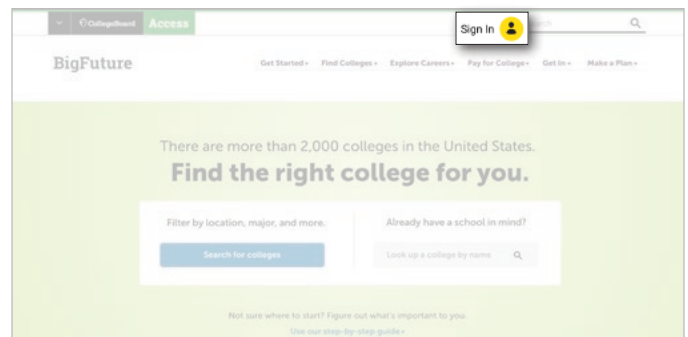 CollegeBoard Access Sign In
BigFuture Get Started Find Colleges Explore Careers Pay for College Get In Make a Plan
There are more than 2,000 colleges in the United States.
Find the right college for you.
Filter by location, major, and more. Already have a school in mind?
Search for colleges Look up a college by name
Not sure where to start? Figure out what's important to you.
Use our step-by-step guide